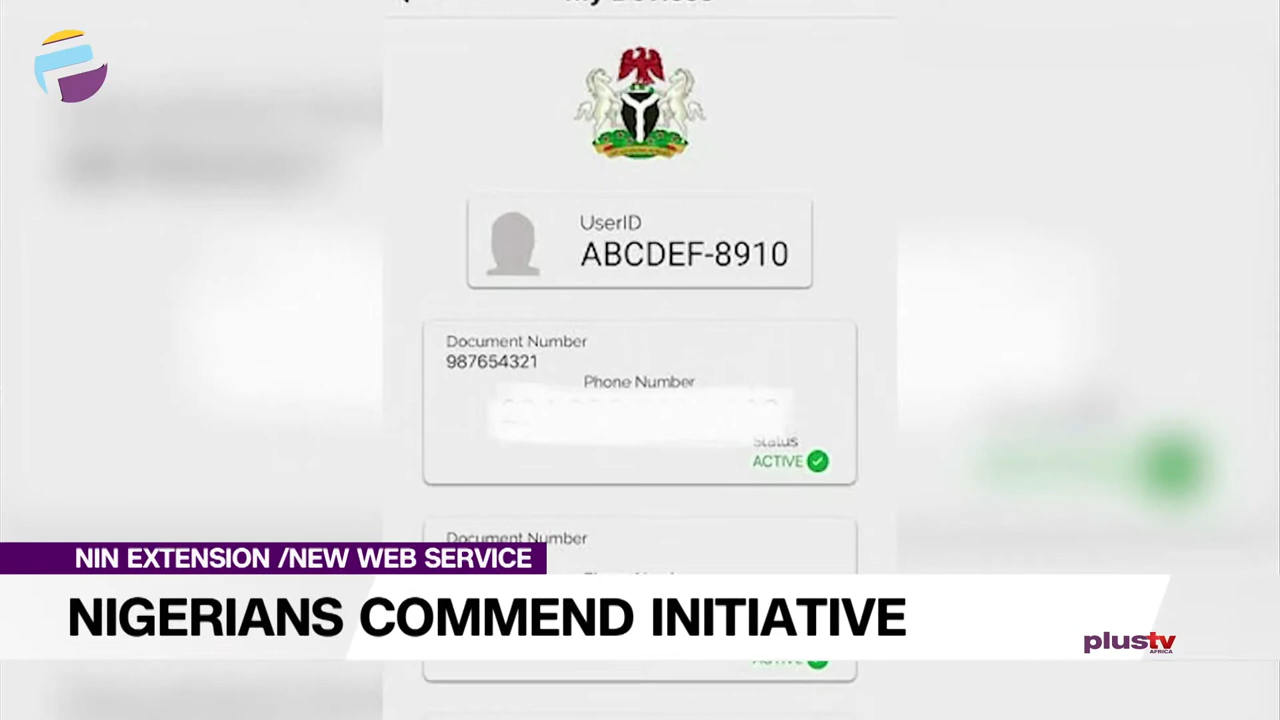 UserID
ABCDEF-8910
Document Number
987654321
Phone Number
Status
ACTIVE
Document Number
NIN EXTENSION /NEW WEB SERVICE
NIGERIANS COMMEND INITIATIVE
plustv
AFRICA
ACTIVE